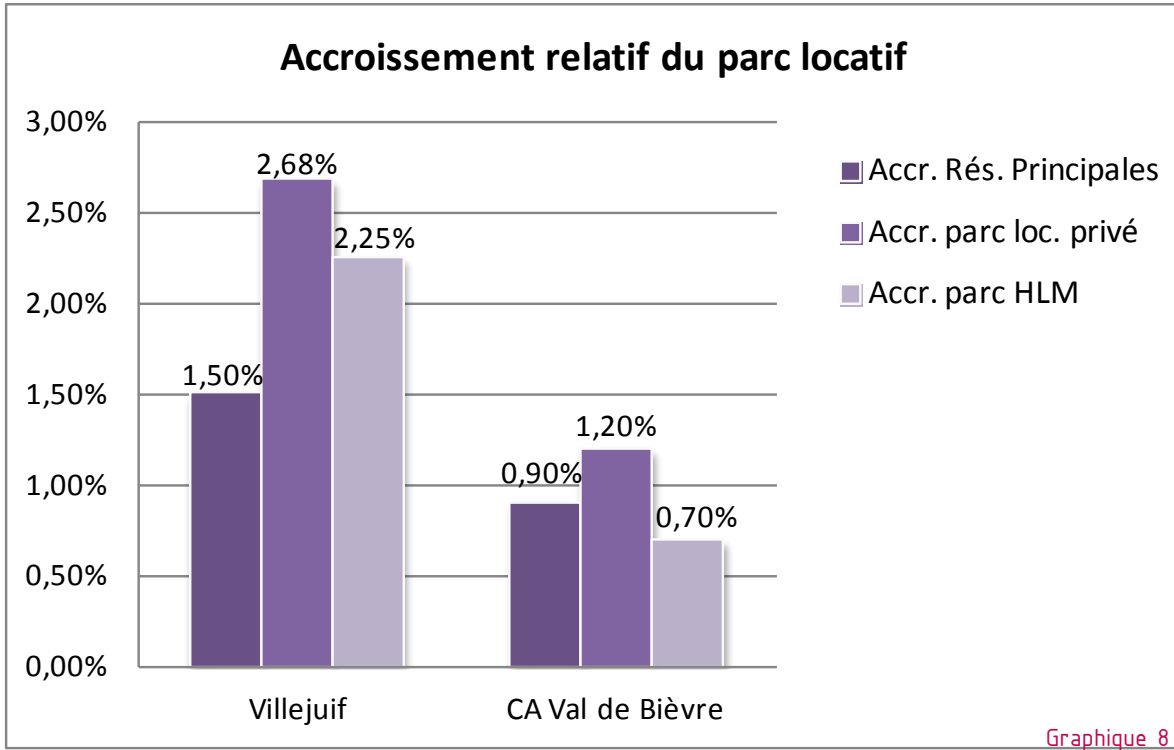 Accroissement relatif du parc locatif
3,00%
2,50%
2,00%
1,50%
1,00%
0,50%
0,00%
1,50%
2,68%
2,25%
0,90%
1,20%
0,70%
Villejuif
CA Val de Bièvre
Accr. Rés. Principales
Accr. parc loc. privé
Accr. parc HLM
Graphique 8